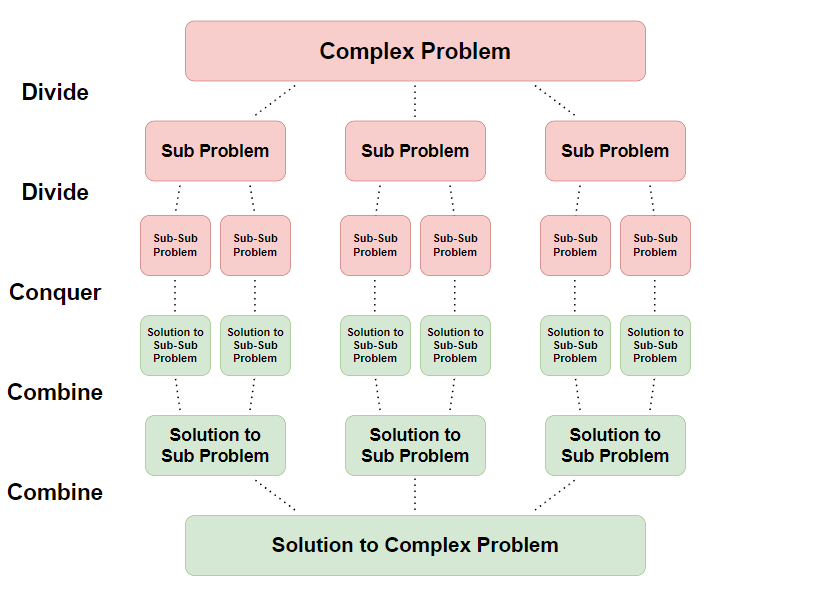 Complex Problem
Divide
Sub Problem
Sub Problem
Sub Problem
Divide
Sub-Sub
Problem
Sub-Sub
Problem
Sub-Sub
Problem
Sub-Sub
Problem
Sub-Sub
Problem
Sub-Sub
Problem
Conquer
Solution to
Sub-Sub
Problem
Solution to
Sub-Sub
Problem
Solution to
Sub-Sub
Problem
Solution to
Sub-Sub
Problem
Solution to
Sub-Sub
Problem
Solution to
Sub-Sub
Problem
Combine
Solution to
Sub Problem
Solution to
Sub Problem
Solution to
Sub Problem
Combine
Solution to Complex Problem